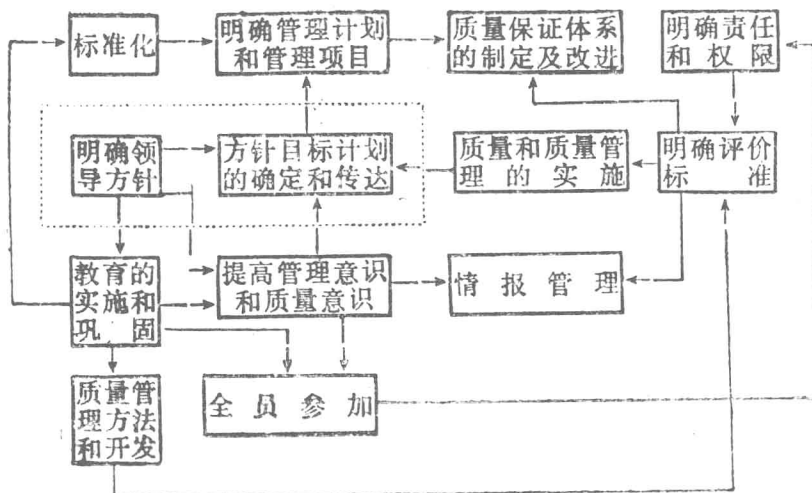 标准化
明确管理计划
和管理项目
质量保证体系
的制定及改进
明确责任
和权限
明确领
导方针
方针目标计划
的确定和传达
质量和质量管
理的实施
明确评价
标准
教育的
实施和
巩固
提高管理意识
和质量意识
情报管理
质量管
理方法
和开发
全员参加